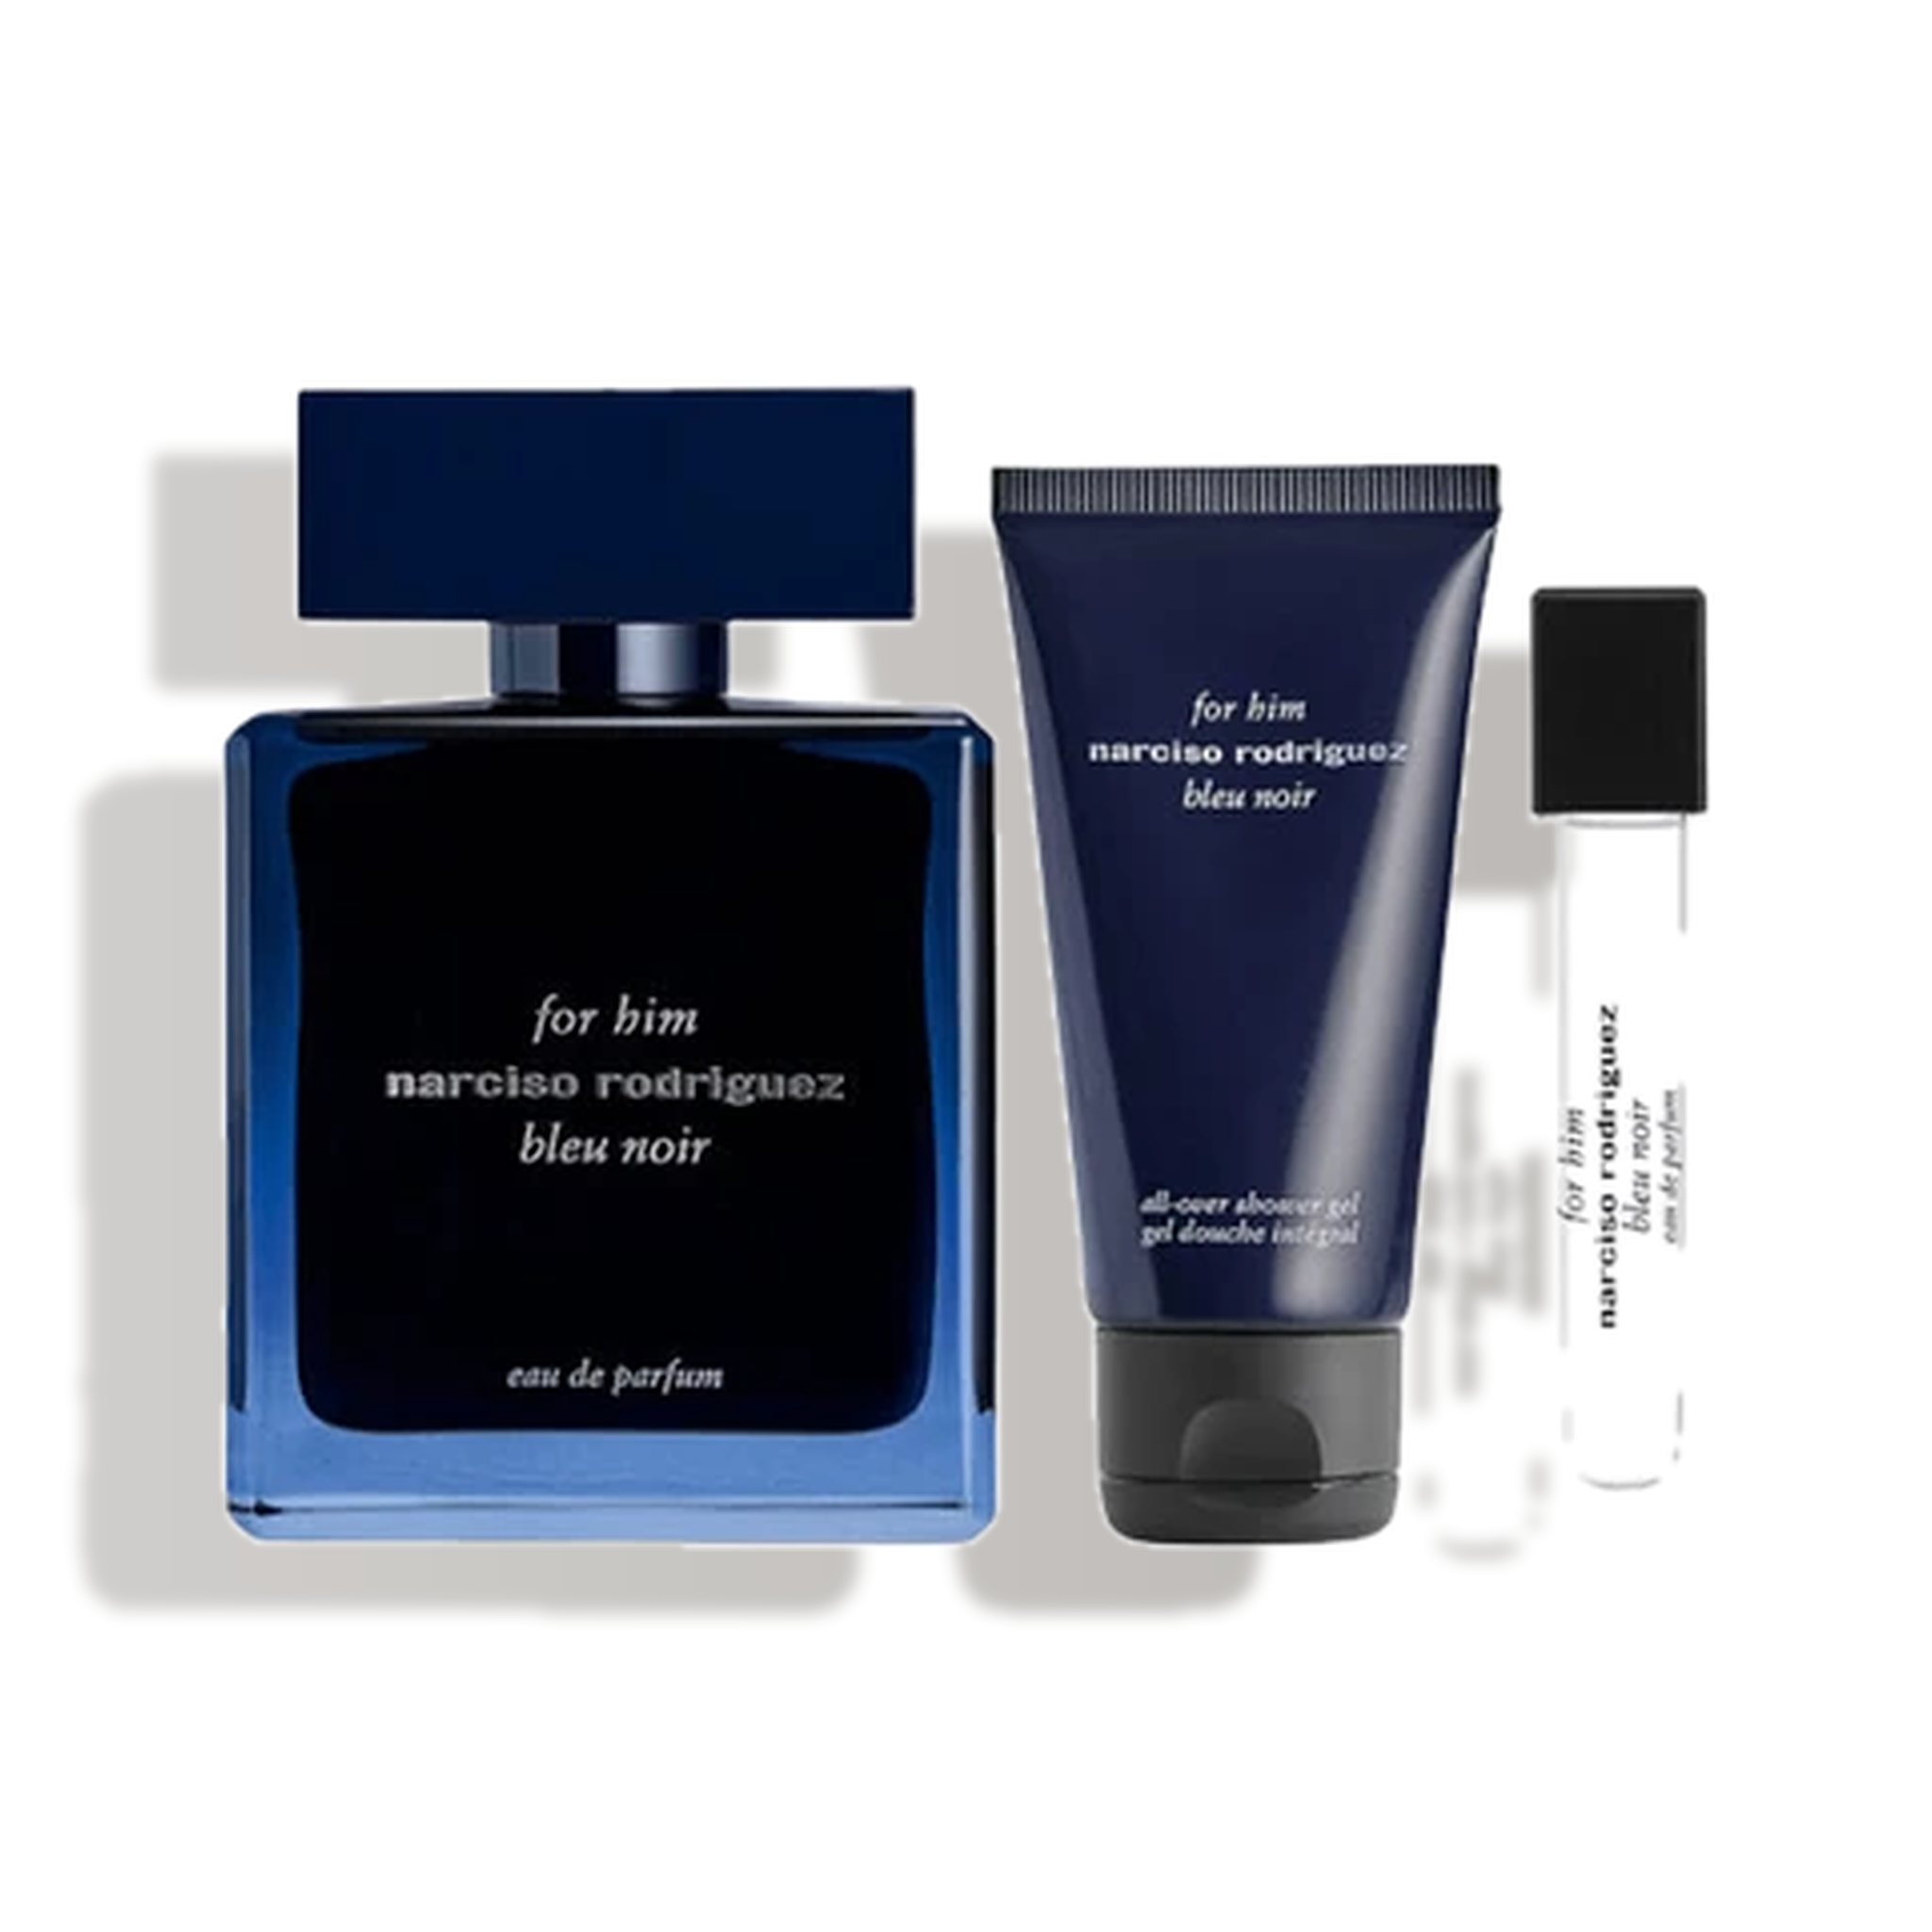 for him
narciso rodriguez
bleu noir
eau de parfum
for him
narciso rodriguez
bleu noir
all-over shower gel
gel douche intégral
for him
narciso rodriguez
bleu noir
eau de parfum